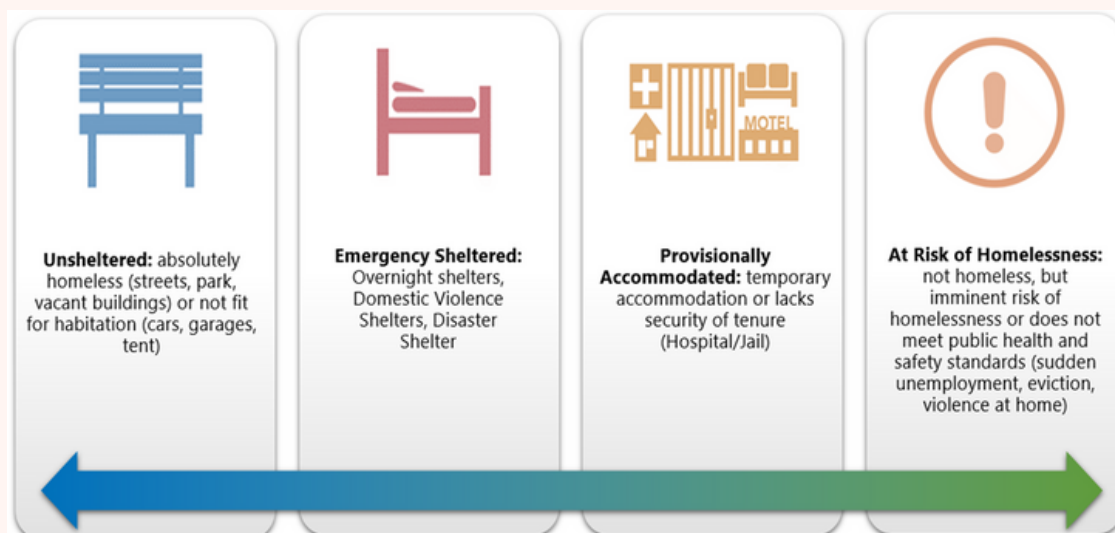 Unsheltered: absolutely
homeless (streets, park,
vacant buildings) or not fit
for habitation (cars, garages,
tent)
Emergency Sheltered:
Overnight shelters,
Domestic Violence
Shelters, Disaster
Shelter
MOTEL
Provisionally
Accommodated: temporary
accommodation or lacks
security of tenure
(Hospital/Jail)
At Risk of Homelessness:
not homeless, but
imminent risk of
homelessness or does not
meet public health and
safety standards (sudden
unemployment, eviction,
violence at home)